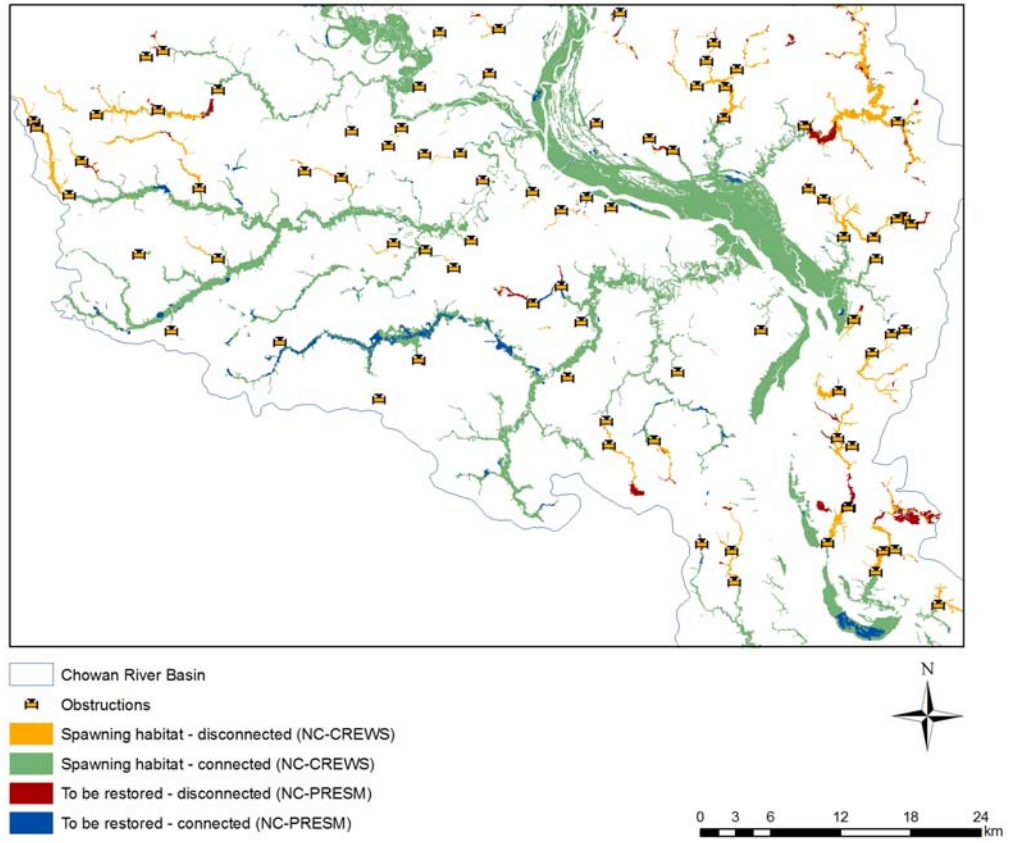 Chowan River Basin
Obstructions
Spawning habitat - disconnected (NC-CREWS)
Spawning habitat - connected (NC-CREWS)
To be restored - disconnected (NC-PRESM)
To be restored - connected (NC-PRESM)
N
0 3 6 12 18 24
km